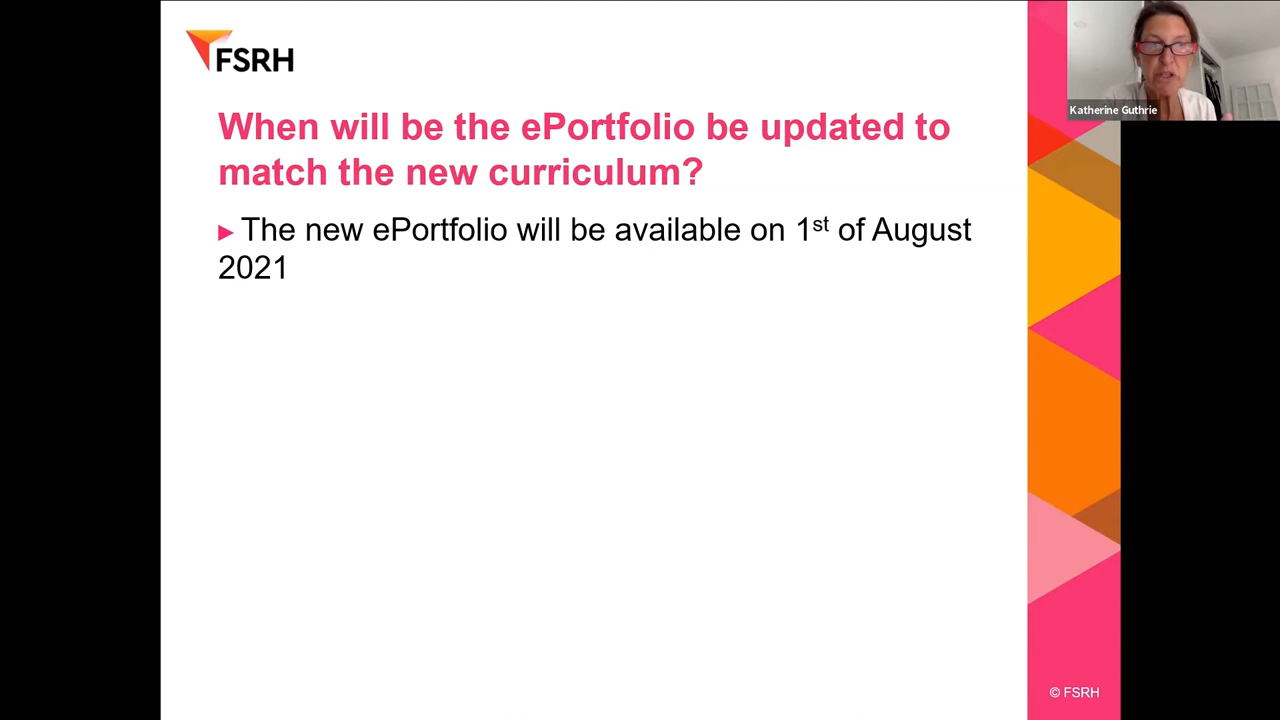 FSRH
Katherine Guthrie
When will be the ePortfolio be updated to
match the new curriculum?
▶ The new ePortfolio will be available on 1st of August
2021
© FSRH